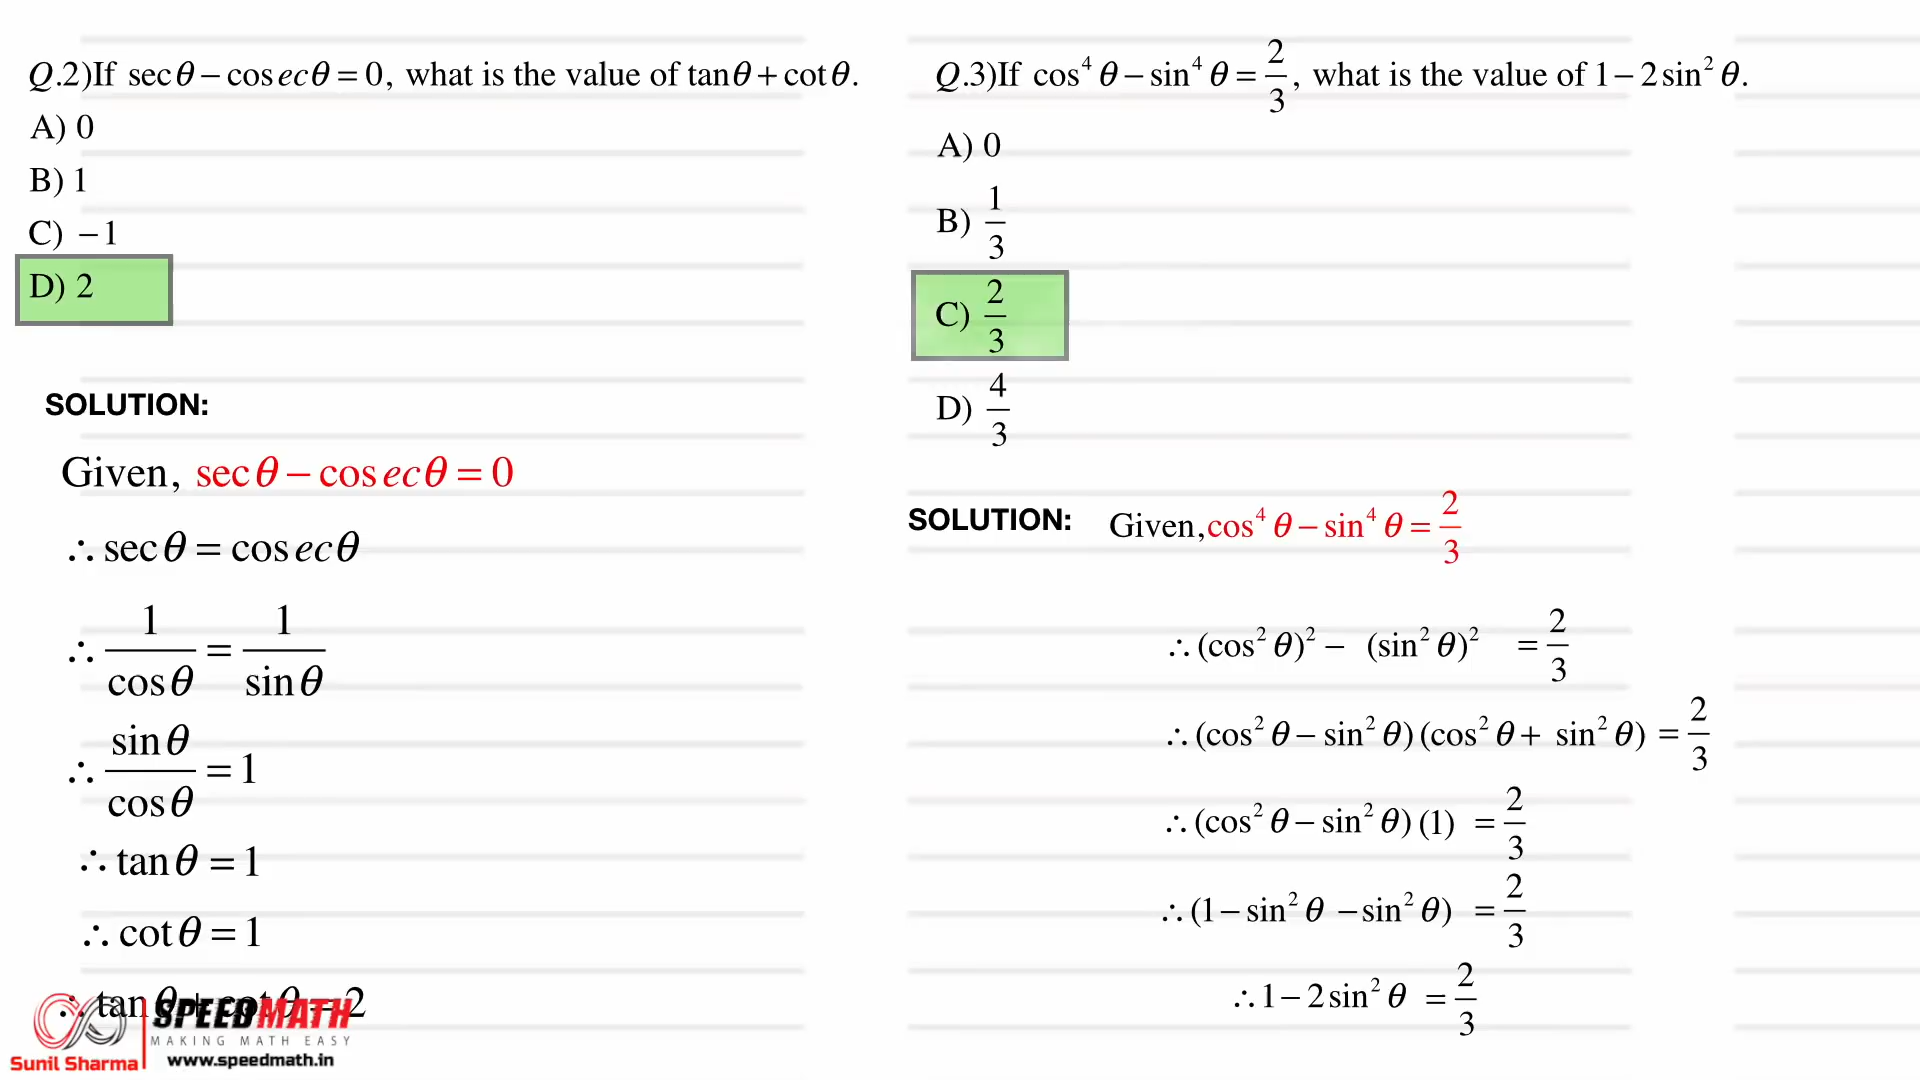 Q.2)If secθ − cosecθ = 0, what is the value of tanθ + cotθ.
A) 0
B) 1
C) −1
D) 2
SOLUTION:
Given, secθ − cosecθ = 0
∴ secθ = cosecθ
∴ 1/cosθ = 1/sinθ
∴ sinθ/cosθ = 1
∴ tanθ = 1
∴ cotθ = 1
∴ tanθ + cotθ = 2
SPEEDMATH
MAKING MATH EASY
Sunil Sharma
www.speedmath.in
Q.3)If cos⁴θ − sin⁴θ = 2/3, what is the value of 1 − 2sin²θ.
A) 0
B) 1/3
C) 2/3
D) 4/3
SOLUTION: Given, cos⁴θ − sin⁴θ = 2/3
∴ (cos²θ)² − (sin²θ)² = 2/3
∴ (cos²θ − sin²θ)(cos²θ + sin²θ) = 2/3
∴ (cos²θ − sin²θ)(1) = 2/3
∴ (1 − sin²θ − sin²θ) = 2/3
∴ 1 − 2sin²θ = 2/3